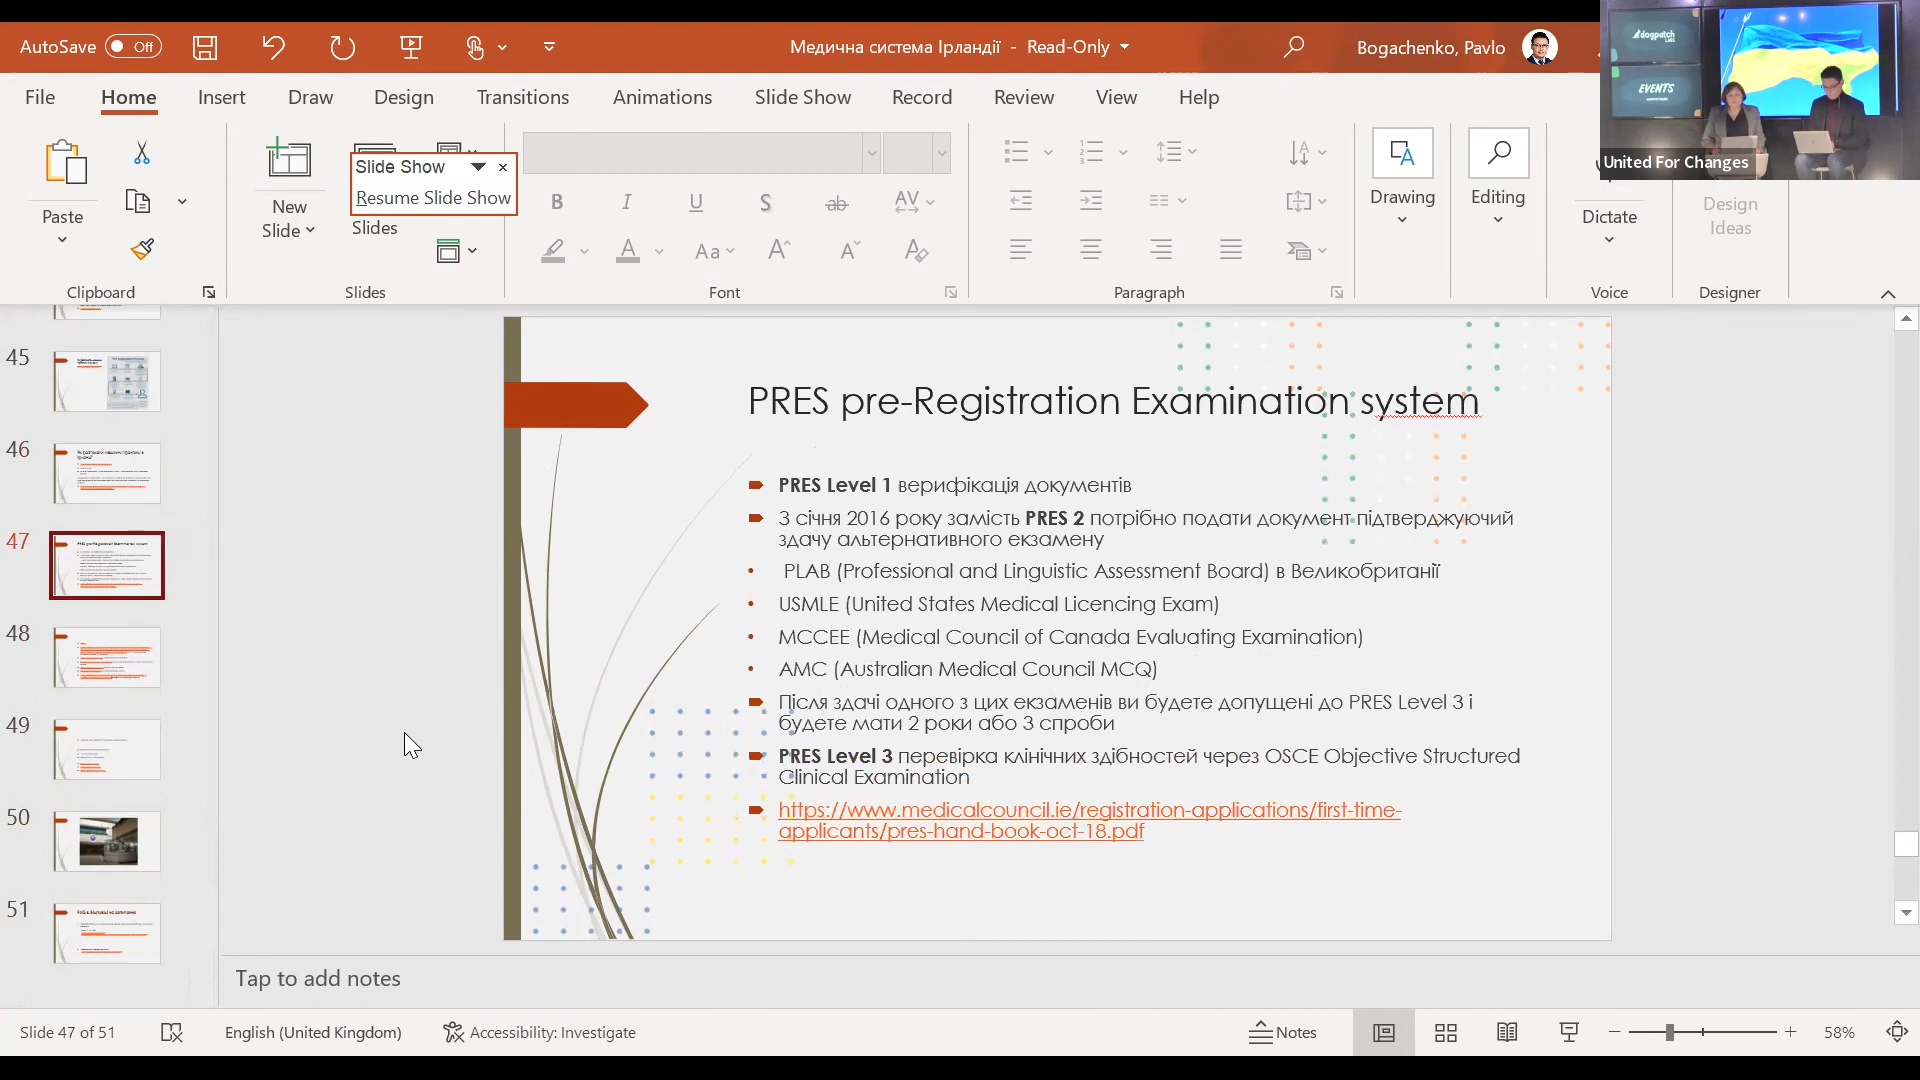 AutoSave Off
Медична система Ірландії - Read-Only
Bogachenko, Pavlo
dogpatch
LABS
EVENTS
United For Changes
File Home Insert Draw Design Transitions Animations Slide Show Record Review View Help
Slide Show
Resume Slide Show
Paste
New
Slide
Slides
Drawing
Editing
Dictate
Design
Ideas
Clipboard
Slides
Font
Paragraph
Voice
Designer
45
46
47
48
49
50
51
PRES pre-Registration Examination system
PRES Level 1 верифікація документів
З січня 2016 року замість PRES 2 потрібно подати документ підтверджуючий
здачу альтернативного екзамену
PLAB (Professional and Linguistic Assessment Board) в Великобританії
USMLE (United States Medical Licencing Exam)
MCCEE (Medical Council of Canada Evaluating Examination)
AMC (Australian Medical Council MCQ)
Після здачі одного з цих екзаменів ви будете допущені до PRES Level 3 і
будете мати 2 роки або 3 спроби
PRES Level 3 перевірка клінічних здібностей через OSCE Objective Structured
Clinical Examination
https://www.medicalcouncil.ie/registration-applications/first-time-
applicants/pres-hand-book-oct-18.pdf
Tap to add notes
Slide 47 of 51
English (United Kingdom)
Accessibility: Investigate
Notes
58%